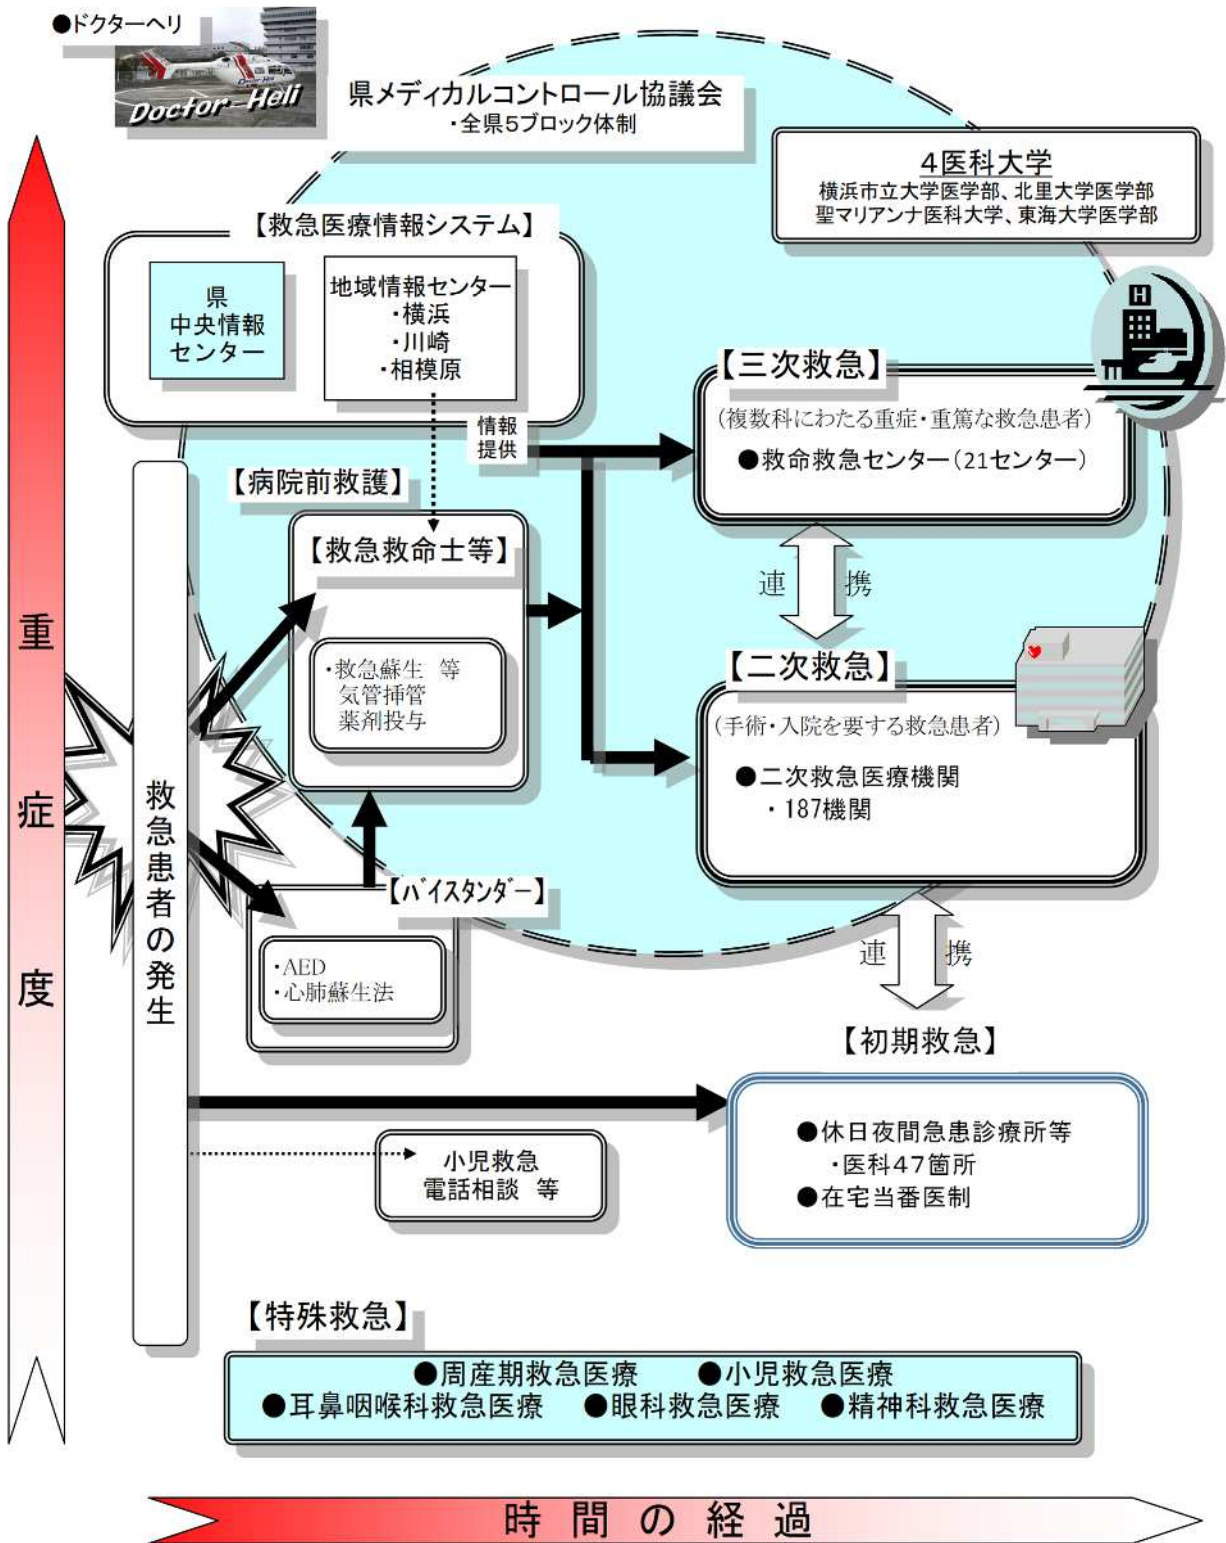 ●ドクターヘリ
Doctor-Heli
県メディカルコントロール協議会
・全県５ブロック体制
４医科大学
横浜市立大学医学部、北里大学医学部
聖マリアンナ医科大学、東海大学医学部
【救急医療情報システム】
県
中央情報
センター
地域情報センター
・横浜
・川崎
・相模原
情報
提供
【三次救急】
(複数科にわたる重症・重篤な救急患者)
●救命救急センター(21センター)
H
【病院前救護】
【救急救命士等】
・救急蘇生 等
気管挿管
薬剤投与
連 携
【二次救急】
(手術・入院を要する救急患者)
●二次救急医療機関
・187機関
重症度
救急患者の発生
【バイスタンダー】
・AED
・心肺蘇生法
連 携
【初期救急】
●休日夜間急患診療所等
・医科４７箇所
●在宅当番医制
小児救急
電話相談 等
【特殊救急】
●周産期救急医療 ●小児救急医療
●耳鼻咽喉科救急医療 ●眼科救急医療 ●精神科救急医療
時間の経過